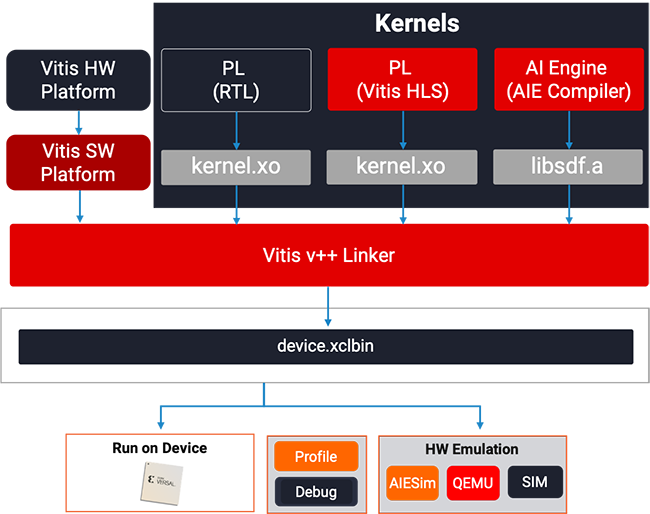 Kernels
Vitis HW
Platform
PL
(RTL)
PL
(Vitis HLS)
AI Engine
(AIE Compiler)
Vitis SW
Platform
kernel.xo
kernel.xo
libsdf.a
Vitis v++ Linker
device.xclbin
Run on Device
VERSAL
Profile
Debug
HW Emulation
AIESim
QEMU
SIM